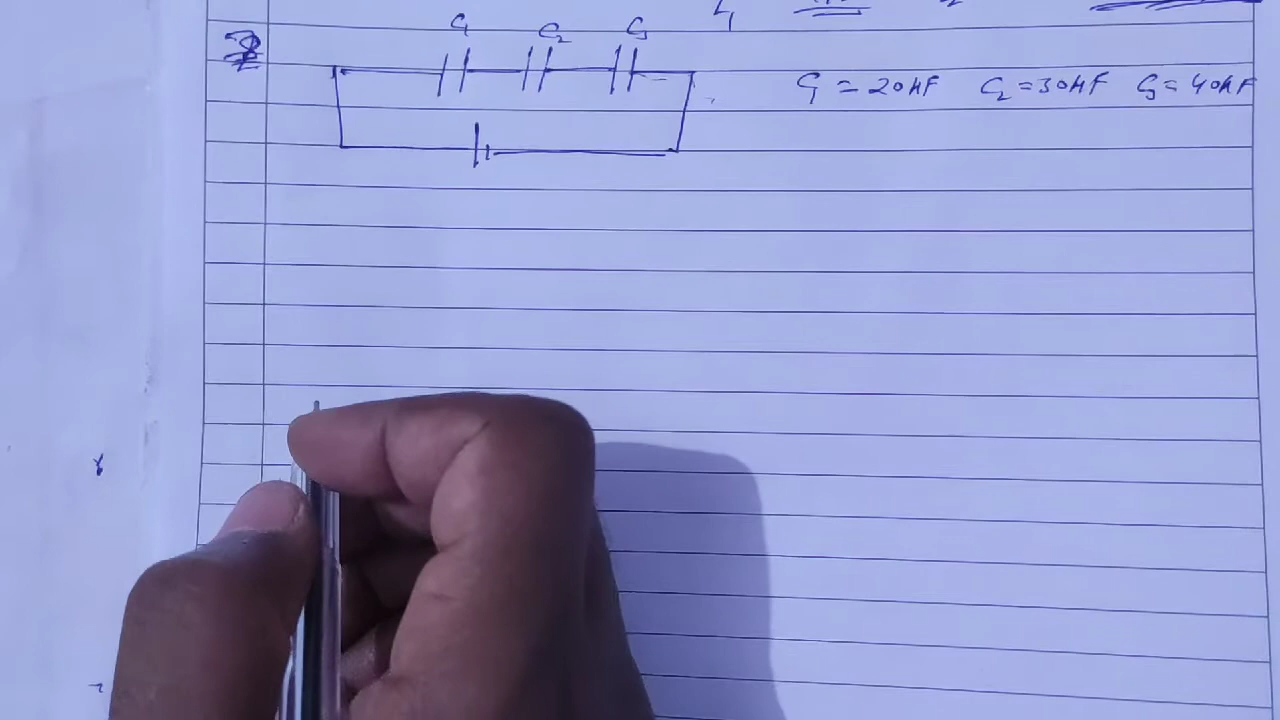 C₁ C₂ C₃
C₁ = 20μF C₂ = 30μF C₃ = 40μF